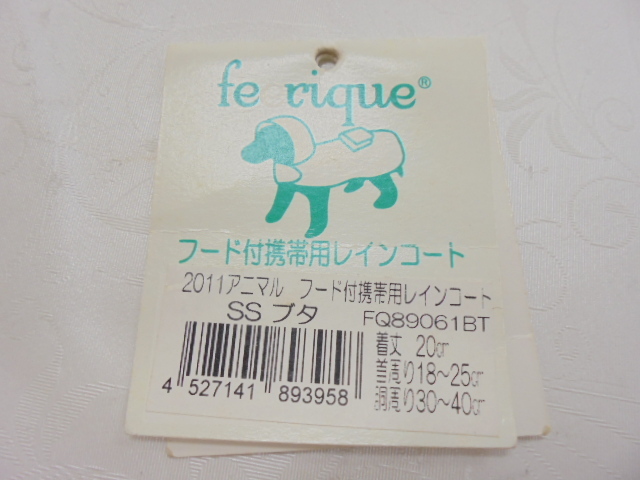 feerique®
フード付携帯用レインコート
2011アニマル フード付携帯用レインコート
SS ブタ FQ89061BT
着丈 20cm
首周り18～25cm
胴周り30～40cm
4 527141 893958